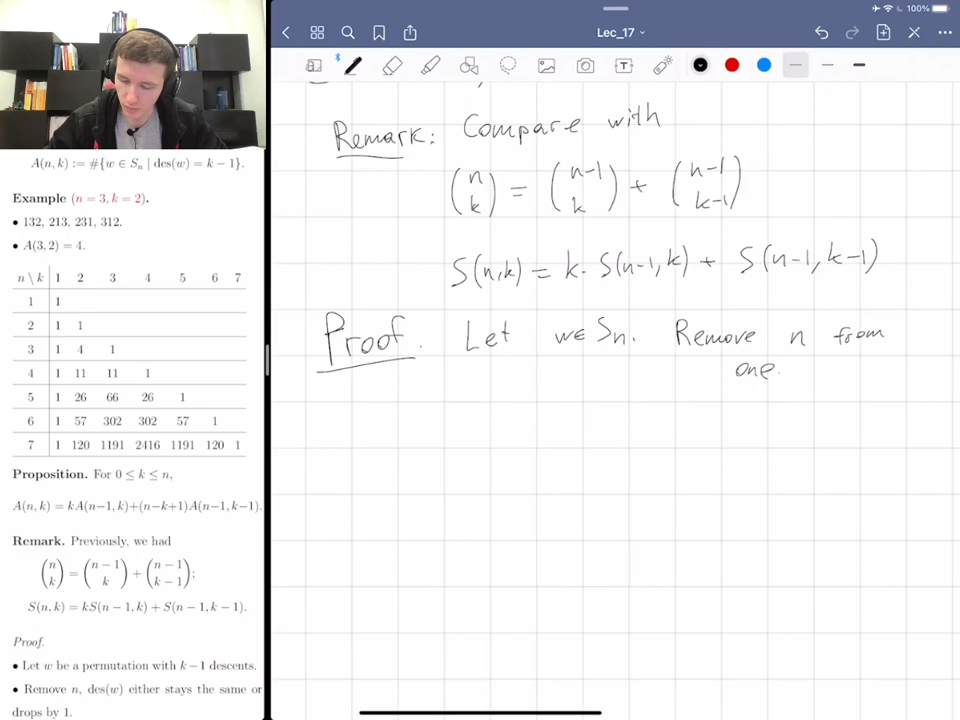 100%
Lec_17
A(n, k) := #{w ∈ Sₙ | des(w) = k − 1}.
Example (n = 3, k = 2).
• 132, 213, 231, 312.
• A(3, 2) = 4.
n \ k 1 2 3 4 5 6 7
1 1
2 1 1
3 1 4 1
4 1 11 11 1
5 1 26 66 26 1
6 1 57 302 302 57 1
7 1 120 1191 2416 1191 120 1
Proposition. For 0 ≤ k ≤ n,
A(n, k) = kA(n−1, k)+(n−k+1)A(n−1, k−1).
Remark. Previously, we had
(n k) = (n − 1 k) + (n − 1 k − 1);
S(n, k) = kS(n − 1, k) + S(n − 1, k − 1).
Proof.
• Let w be a permutation with k − 1 descents.
• Remove n, des(w) either stays the same or
drops by 1.
Remark: Compare with
(n k) = (n-1 k) + (n-1 k-1)
S(n,k) = k. S(n-1,k) + S(n-1,k-1)
Proof. Let w∈Sn. Remove n from
one.